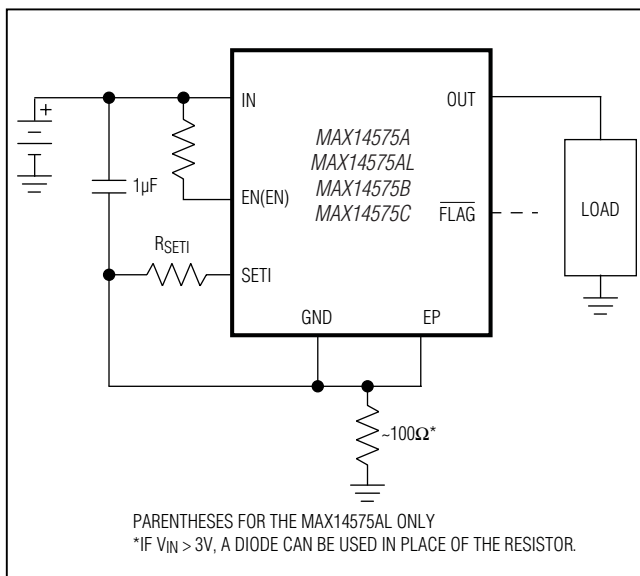 +
IN
OUT
MAX14575A
MAX14575AL
MAX14575B
MAX14575C
1µF
EN(EN)
FLAG
LOAD
RSETI
SETI
GND
EP
~100Ω*
PARENTHESES FOR THE MAX14575AL ONLY
*IF VIN > 3V, A DIODE CAN BE USED IN PLACE OF THE RESISTOR.